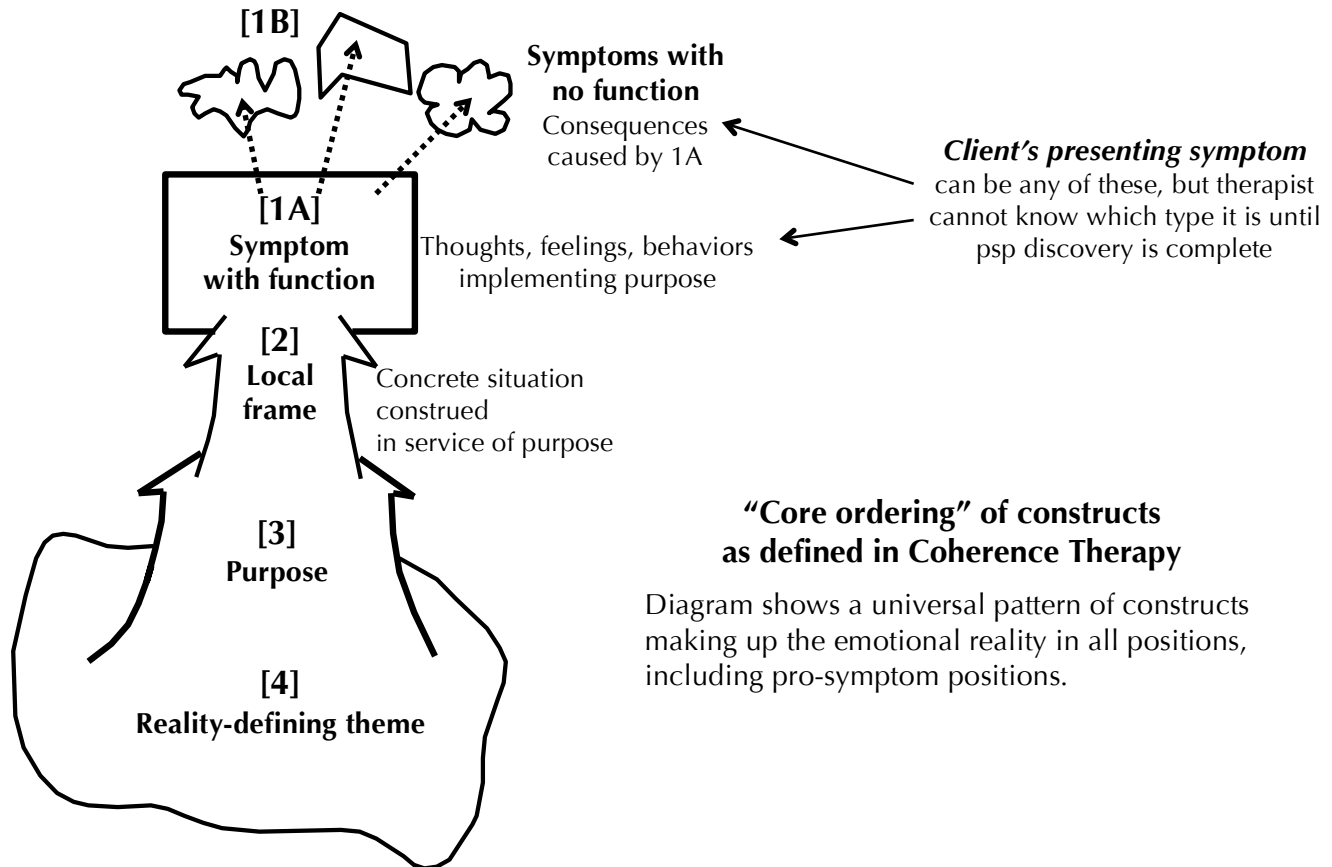 [1B]
Symptoms with
no function
Consequences
caused by 1A
Client's presenting symptom
can be any of these, but therapist
cannot know which type it is until
psp discovery is complete
[1A]
Symptom
with function
Thoughts, feelings, behaviors
implementing purpose
[2]
Local
frame
Concrete situation
construed
in service of purpose
[3]
Purpose
“Core ordering” of constructs
as defined in Coherence Therapy
Diagram shows a universal pattern of constructs
making up the emotional reality in all positions,
including pro-symptom positions.
[4]
Reality-defining theme